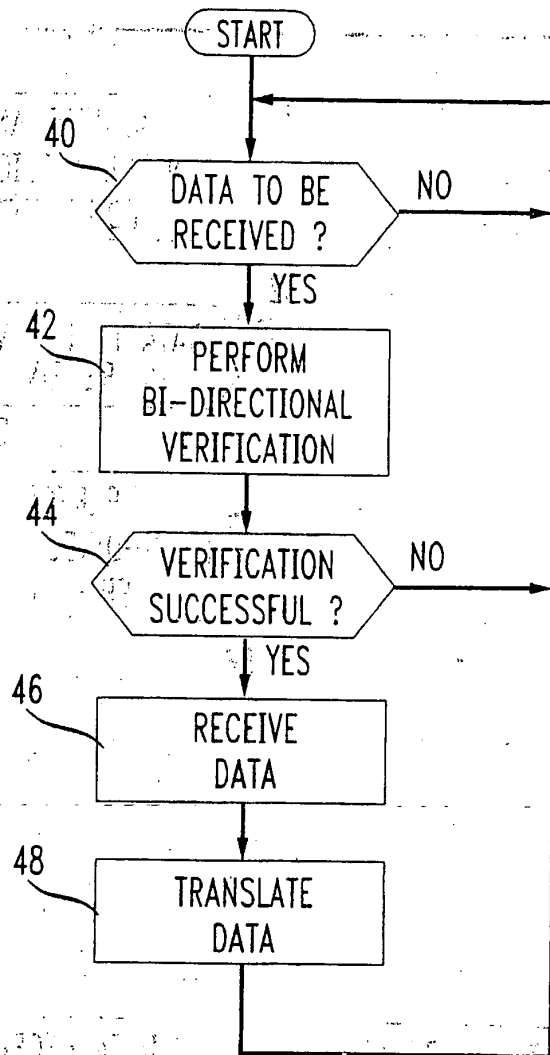 START
40
DATA TO BE
RECEIVED ?
NO
YES
42
PERFORM
BI-DIRECTIONAL
VERIFICATION
44
VERIFICATION
SUCCESSFUL ?
NO
YES
46
RECEIVE
DATA
48
TRANSLATE
DATA